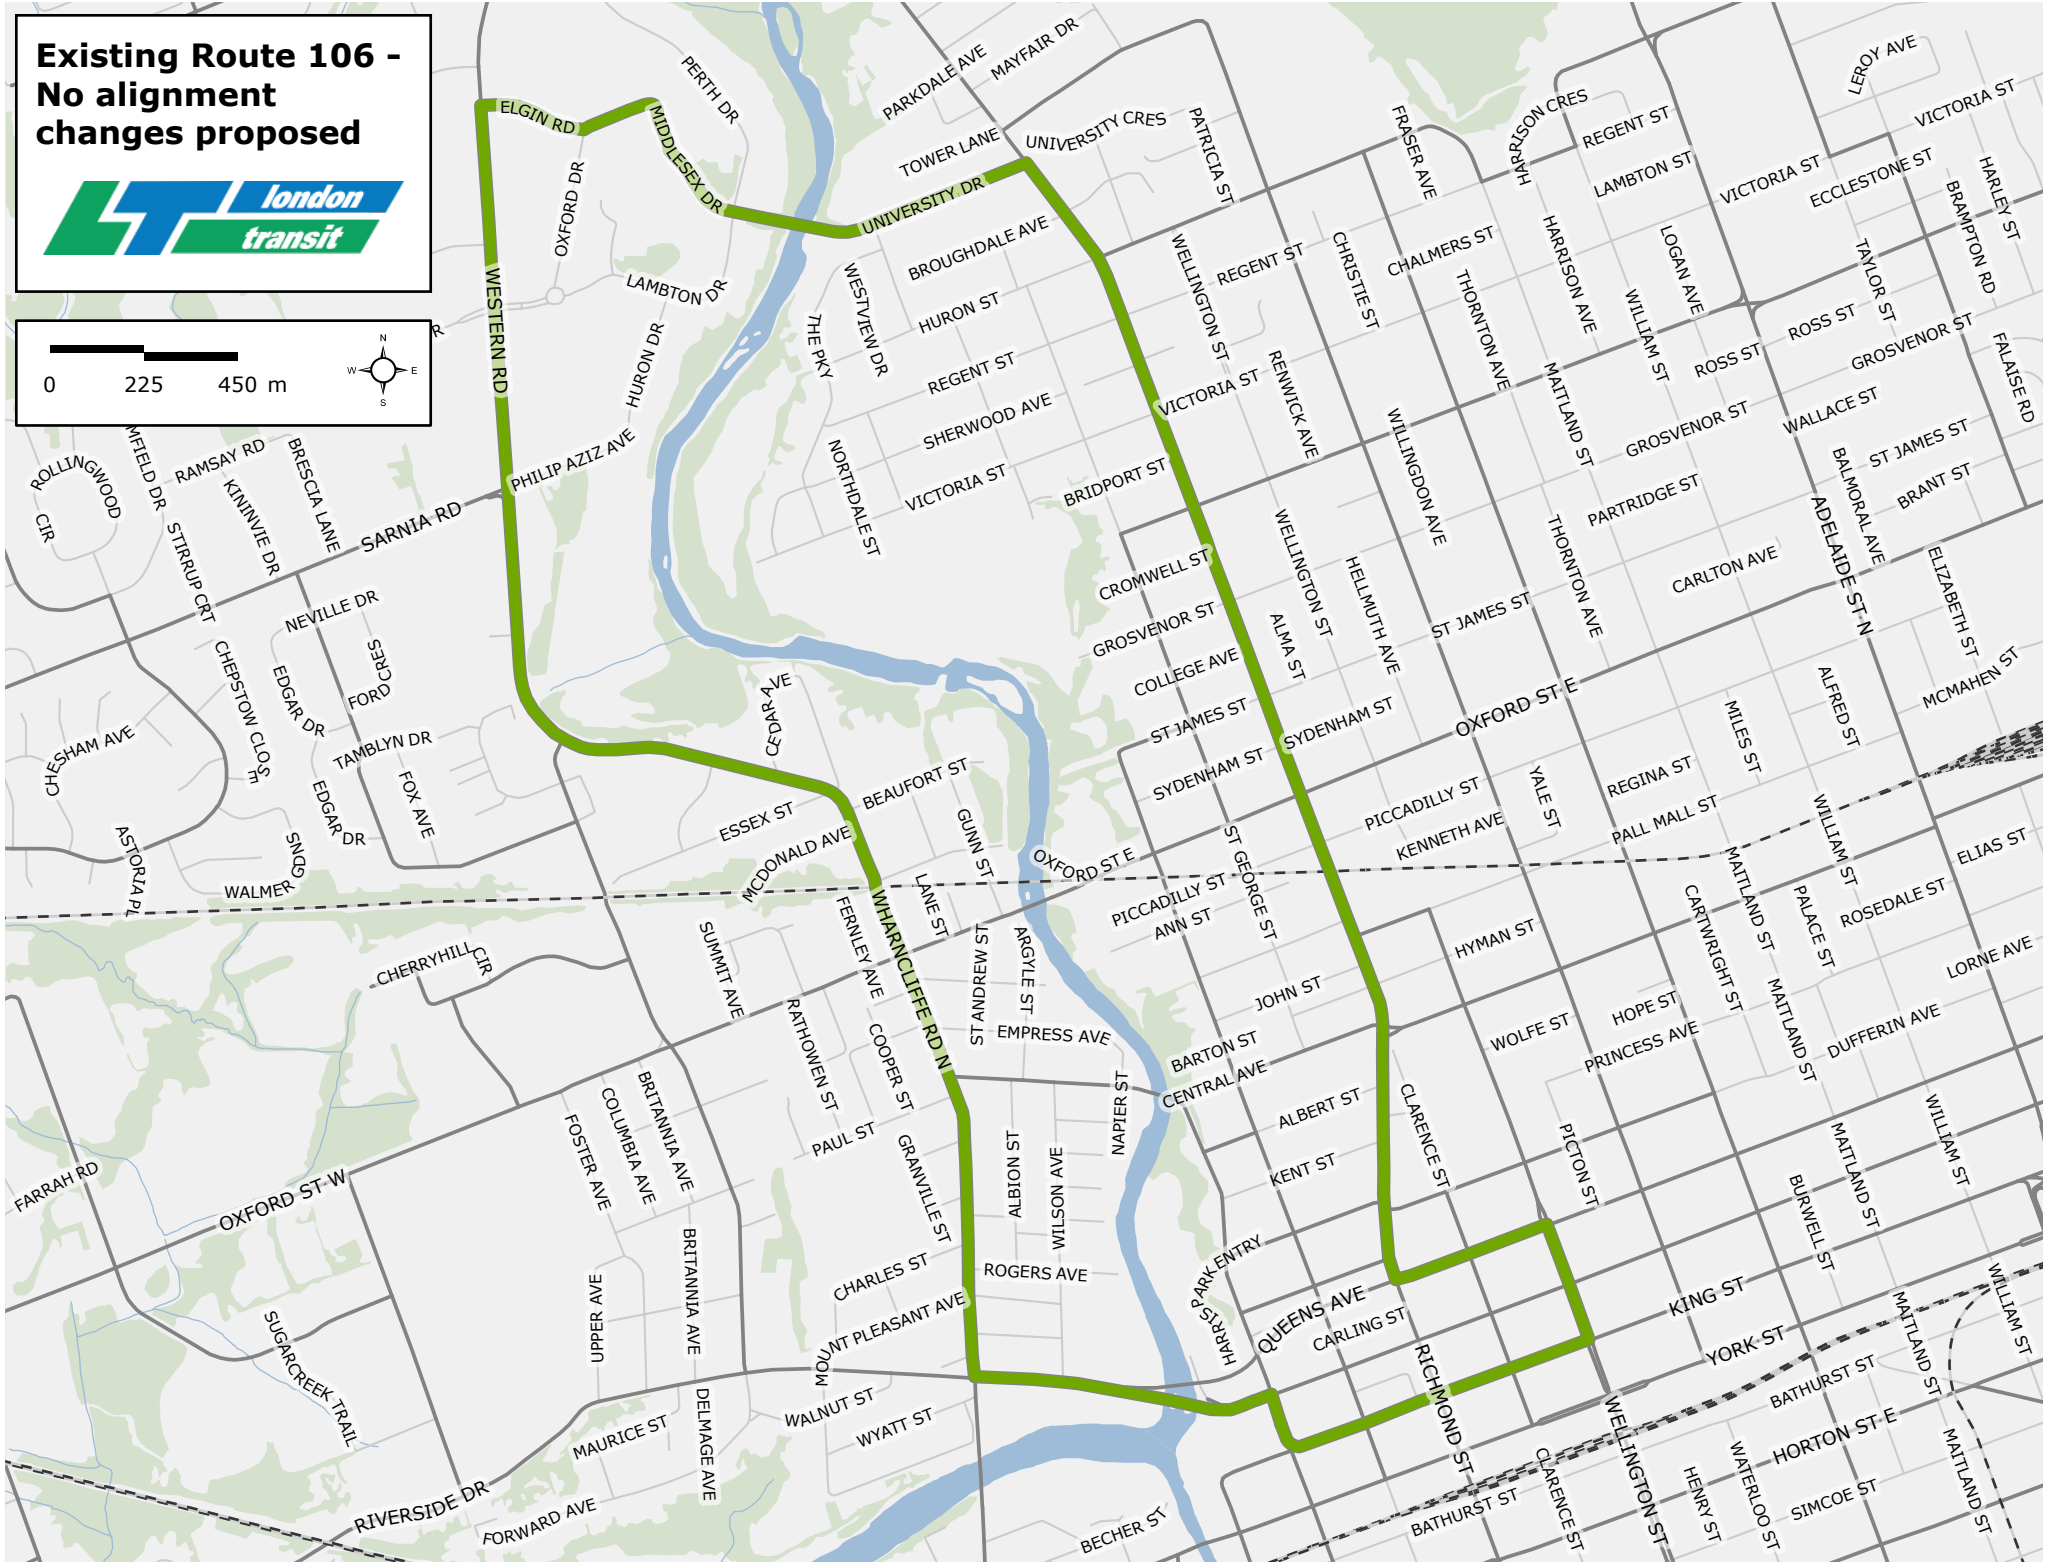 Existing Route 106 -
No alignment
changes proposed
london
transit
0 225 450 m
N
W E
S
PERTH DR
PARKDALE AVE
MAYFAIR DR
LEROY AVE
VICTORIA ST
ELGIN RD
MIDDLESEX DR
TOWER LANE
UNIVERSITY CRES
PATRICIA ST
FRASER AVE
HARRISON CRES
REGENT ST
LAMBTON ST
VICTORIA ST
ECCLESTONE ST
HARLEY ST
BRAMPTON RD
OXFORD DR
UNIVERSITY DR
BROUGHDALE AVE
WELLINGTON ST
REGENT ST
CHRISTIE ST
CHALMERS ST
HARRISON AVE
LOGAN AVE
TAYLOR ST
WESTERN RD
LAMBTON DR
WESTVIEW DR
HURON ST
THE PKY
THORNTON AVE
WILLIAM ST
ROSS ST
ROSS ST
GROSVENOR ST
FALAISE RD
R
HURON DR
REGENT ST
SHERWOOD AVE
VICTORIA ST
RENWICK AVE
MAITLAND ST
WALLACE ST
GROSVENOR ST
ST JAMES ST
BRANT ST
BALMORAL AVE
ROLLINGWOOD
CIR
MFIELD DR
RAMSAY RD
KININVIE DR
BRESCIA LANE
SARNIA RD
PHILIP AZIZ AVE
NORTHDALE ST
VICTORIA ST
BRIDPORT ST
WILLINGDON AVE
PARTRIDGE ST
ADELAIDE ST N
STIRRUP CRT
CROMWELL ST
WELLINGTON ST
HELLMUTH AVE
THORNTON AVE
CARLTON AVE
ELIZABETH ST
NEVILLE DR
GROSVENOR ST
ALMA ST
ST JAMES ST
MCMAHEN ST
CHEPSTOW CLOSE
EDGAR DR
FORD CRES
CEDAR AVE
COLLEGE AVE
SYDENHAM ST
OXFORD ST E
ALFRED ST
MILES ST
CHESHAM AVE
TAMBLYN DR
ST JAMES ST
SYDENHAM ST
EDGAR DR
FOX AVE
ESSEX ST
BEAUFORT ST
GUNN ST
PICCADILLY ST
KENNETH AVE
YALE ST
REGINA ST
PALL MALL ST
WILLIAM ST
ELIAS ST
ASTORIA PL
WALMER GDNS
MCDONALD AVE
OXFORD ST E
ST GEORGE ST
PICCADILLY ST
ANN ST
LANE ST
FERNLEY AVE
WHARNCLIFFE RD N
MAITLAND ST
CARTWRIGHT ST
PALACE ST
ROSEDALE ST
LORNE AVE
CHERRYHILL CIR
SUMMIT AVE
ST ANDREW ST
ARGYLE ST
HYMAN ST
JOHN ST
RATHOWEN ST
COOPER ST
EMPRESS AVE
BARTON ST
CENTRAL AVE
WOLFE ST
HOPE ST
PRINCESS AVE
MAITLAND ST
DUFFERIN AVE
FOSTER AVE
COLUMBIA AVE
BRITANNIA AVE
PAUL ST
NAPIER ST
ALBERT ST
CLARENCE ST
PICTON ST
WILLIAM ST
MAITLAND ST
BURWELL ST
FARRAH RD
OXFORD ST W
GRANVILLE ST
ALBION ST
WILSON AVE
KENT ST
HARRIS PARK ENTRY
HARRIS
BRITANNIA AVE
UPPER AVE
CHARLES ST
ROGERS AVE
MOUNT PLEASANT AVE
QUEENS AVE
CARLING ST
KING ST
YORK ST
MAITLAND ST
WILLIAM ST
SUGARCREEK TRAIL
RICHMOND ST
WELLINGTON ST
BATHURST ST
HORTON ST E
DELMAGE AVE
MAURICE ST
WALNUT ST
WYATT ST
RIVERSIDE DR
FORWARD AVE
BECHER ST
BATHURST ST
CLARENCE ST
HENRY ST
WATERLOO ST
SIMCOE ST
MAITLAND ST